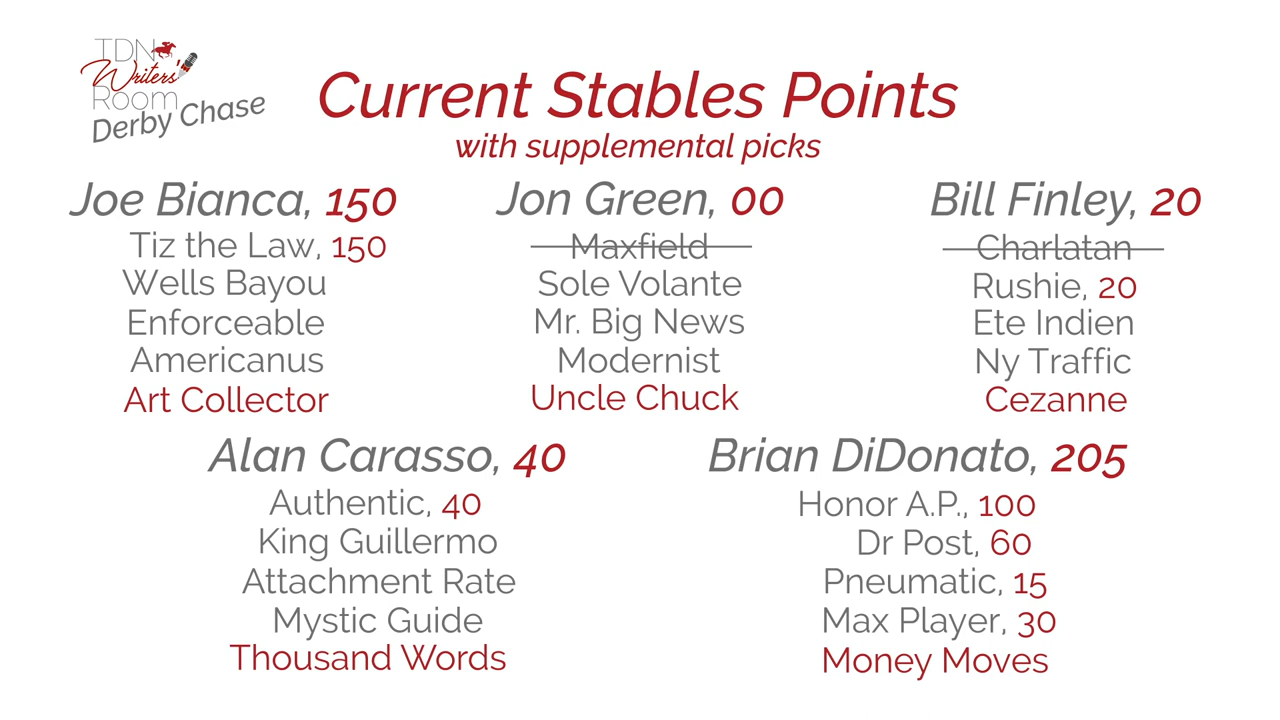 TDN
Writers'
Room
Derby Chase
Current Stables Points
with supplemental picks
Joe Bianca, 150
Tiz the Law, 150
Wells Bayou
Enforceable
Americanus
Art Collector
Jon Green, 00
Maxfield
Sole Volante
Mr. Big News
Modernist
Uncle Chuck
Bill Finley, 20
Charlatan
Rushie, 20
Ete Indien
Ny Traffic
Cezanne
Alan Carasso, 40
Authentic, 40
King Guillermo
Attachment Rate
Mystic Guide
Thousand Words
Brian DiDonato, 205
Honor A.P., 100
Dr Post, 60
Pneumatic, 15
Max Player, 30
Money Moves